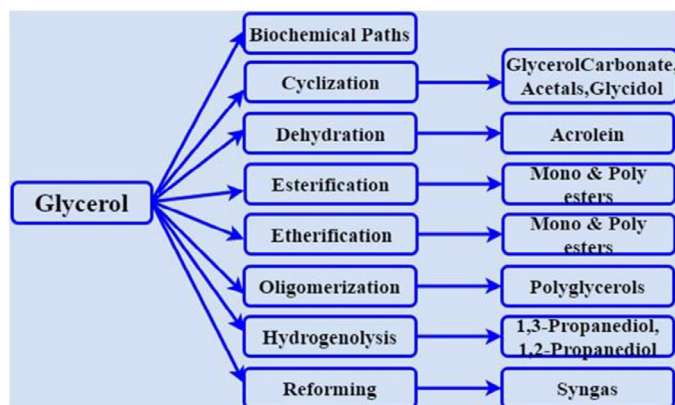 Biochemical Paths
Cyclization
GlycerolCarbonate,
Acetals,Glycidol
Dehydration
Acrolein
Glycerol
Esterification
Mono & Poly
esters
Etherification
Mono & Poly
esters
Oligomerization
Polyglycerols
Hydrogenolysis
1,3-Propanediol,
1,2-Propanediol
Reforming
Syngas